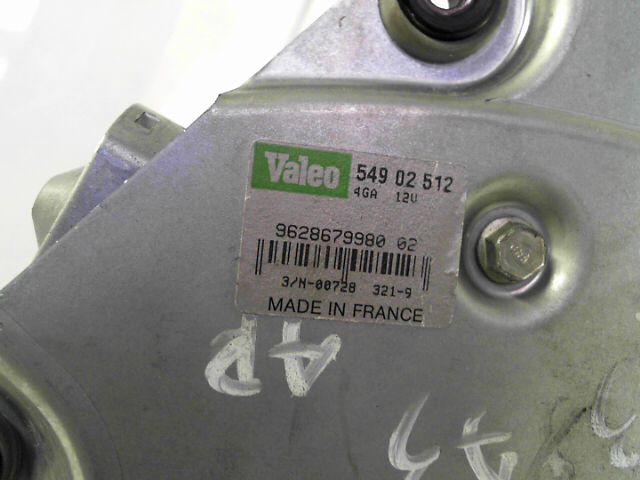 Valeo 549 02 512
4GA 12V
9628679980 02
3/N-00728 321-9
MADE IN FRANCE
AP